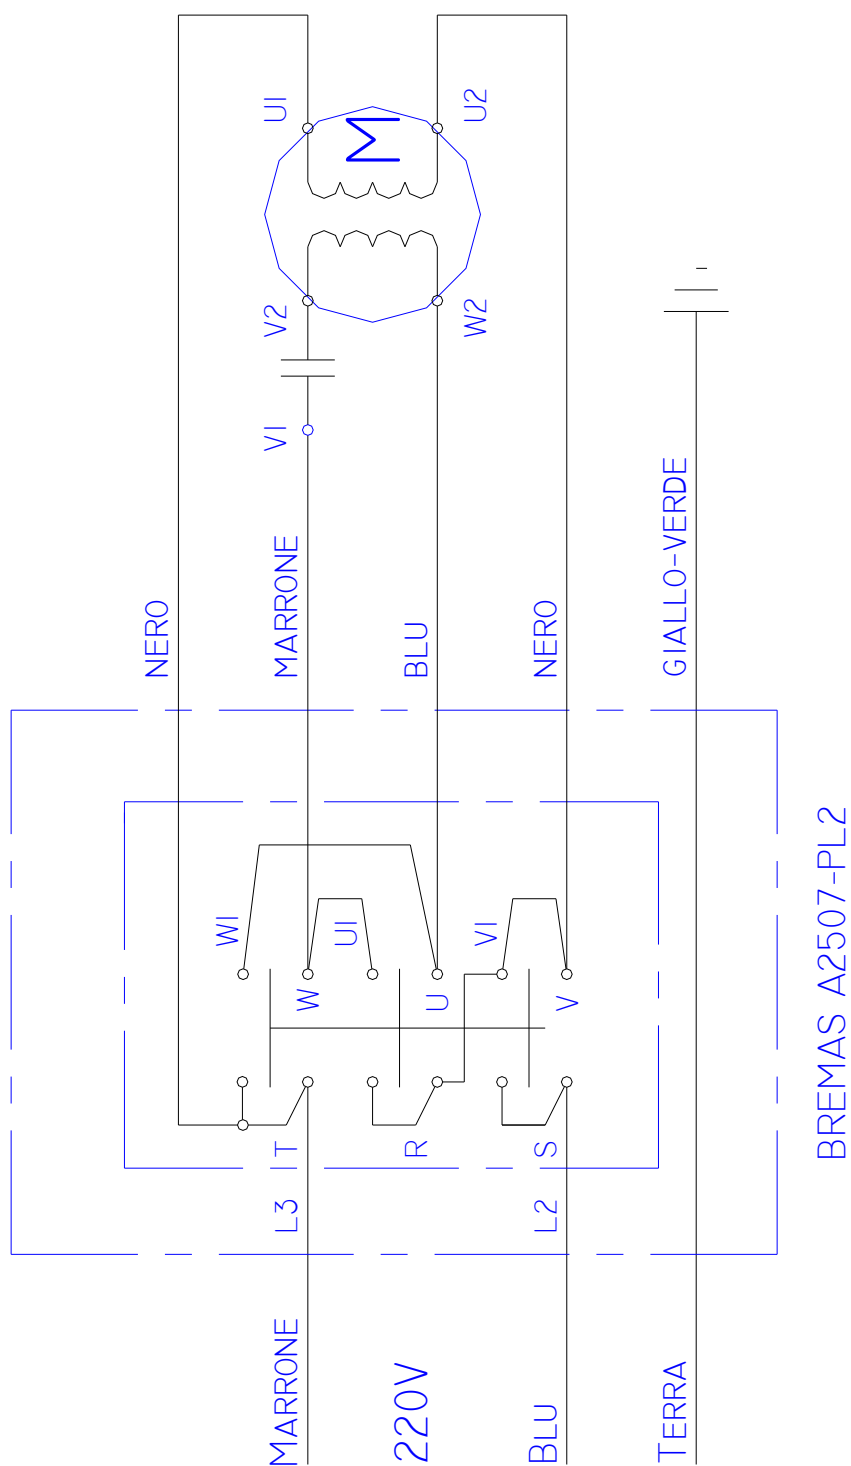 U1
M
U2
V2
W2
V1
NERO
MARRONE
BLU
NERO
GIALLO-VERDE
W1
W
U1
U
V1
V
T
R
S
L3
L2
MARRONE
220V
BLU
TERRA
BREMAS A2507-PL2